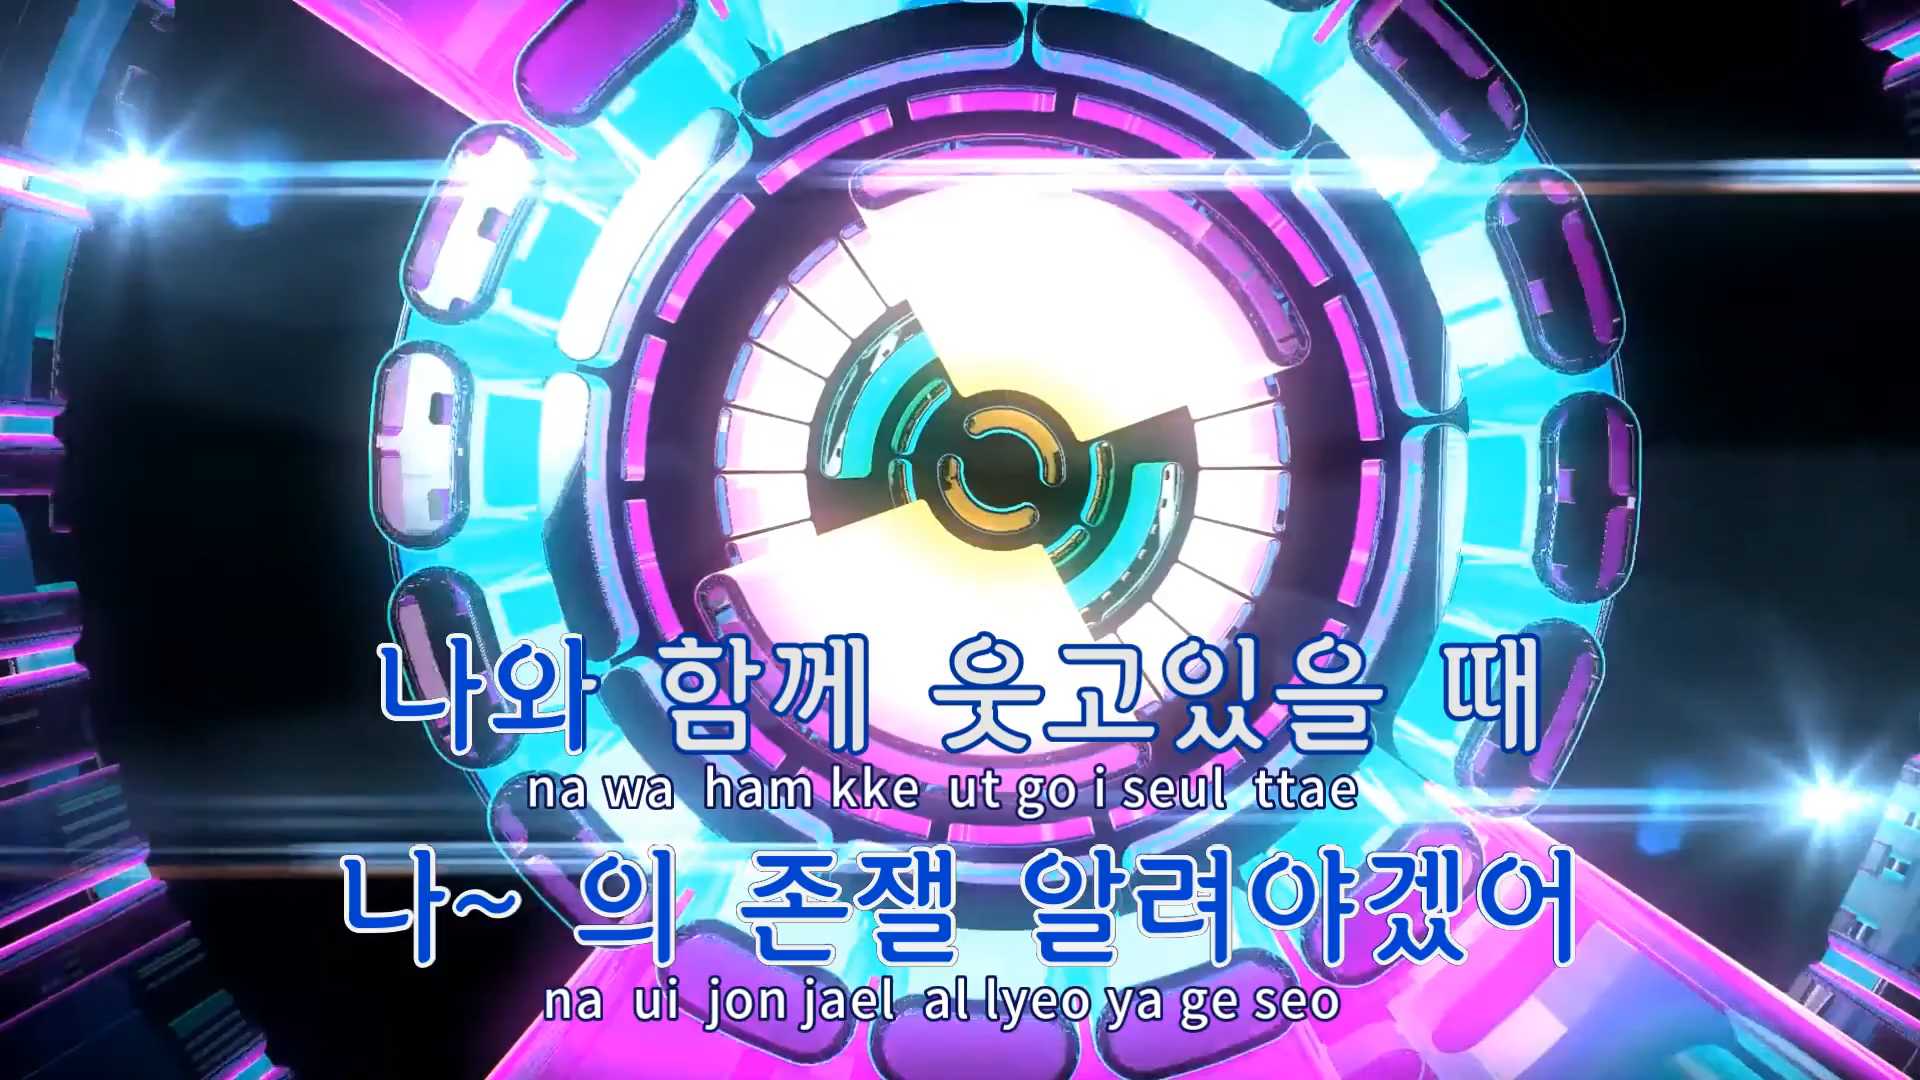 나와 함께 웃고있을 때
na wa ham kke ut go i seul ttae
나~ 의 존잴 알려야겠어
na ui jon jael al lyeo ya ge seo